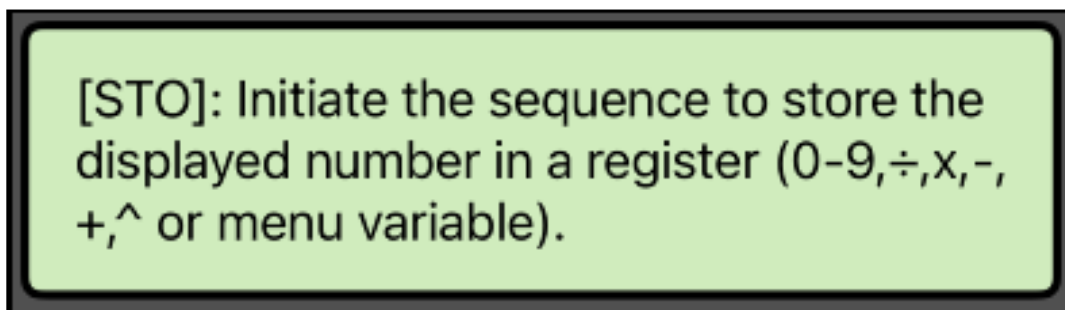 [STO]: Initiate the sequence to store the
displayed number in a register (0-9,÷,x,-,
+,^ or menu variable).